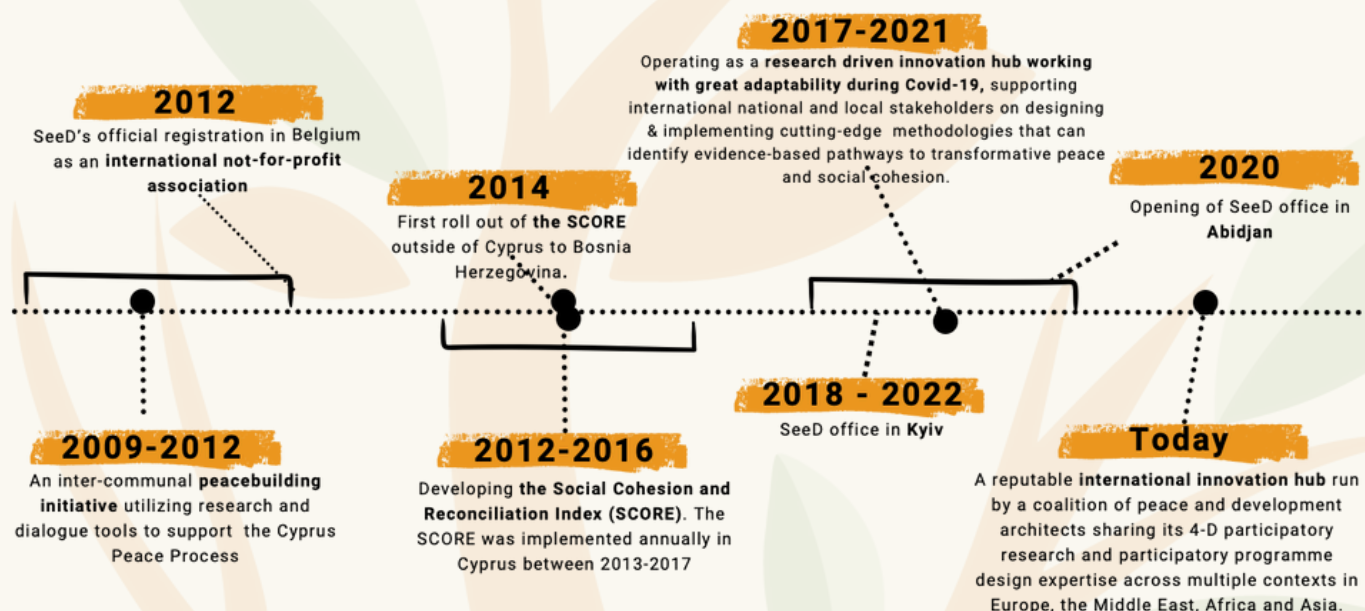 2009-2012
An inter-communal peacebuilding
initiative utilizing research and
dialogue tools to support the Cyprus
Peace Process
2012
SeeD's official registration in Belgium
as an international not-for-profit
association
2012-2016
Developing the Social Cohesion and
Reconciliation Index (SCORE). The
SCORE was implemented annually in
Cyprus between 2013-2017
2014
First roll out of the SCORE
outside of Cyprus to Bosnia
Herzegovina.
2017-2021
Operating as a research driven innovation hub working
with great adaptability during Covid-19, supporting
international national and local stakeholders on designing
& implementing cutting-edge methodologies that can
identify evidence-based pathways to transformative peace
and social cohesion.
2018 - 2022
SeeD office in Kyiv
2020
Opening of SeeD office in
Abidjan
Today
A reputable international innovation hub run
by a coalition of peace and development
architects sharing its 4-D participatory
research and participatory programme
design expertise across multiple contexts in
Europe, the Middle East, Africa and Asia.